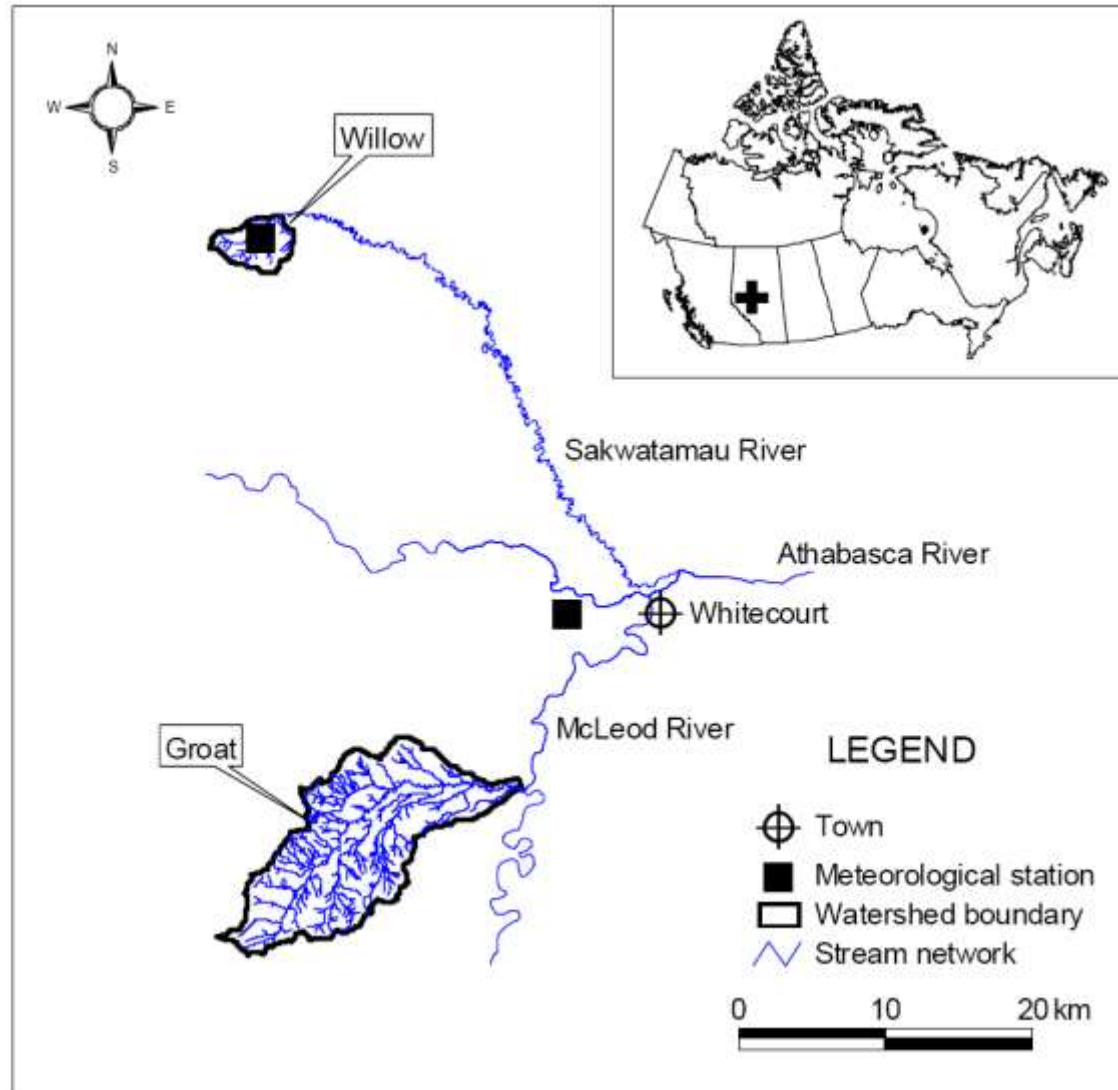 N
W E
S
Willow
Sakwatamau River
Athabasca River
Whitecourt
McLeod River
Groat
LEGEND
Town
Meteorological station
Watershed boundary
Stream network
0 10 20 km